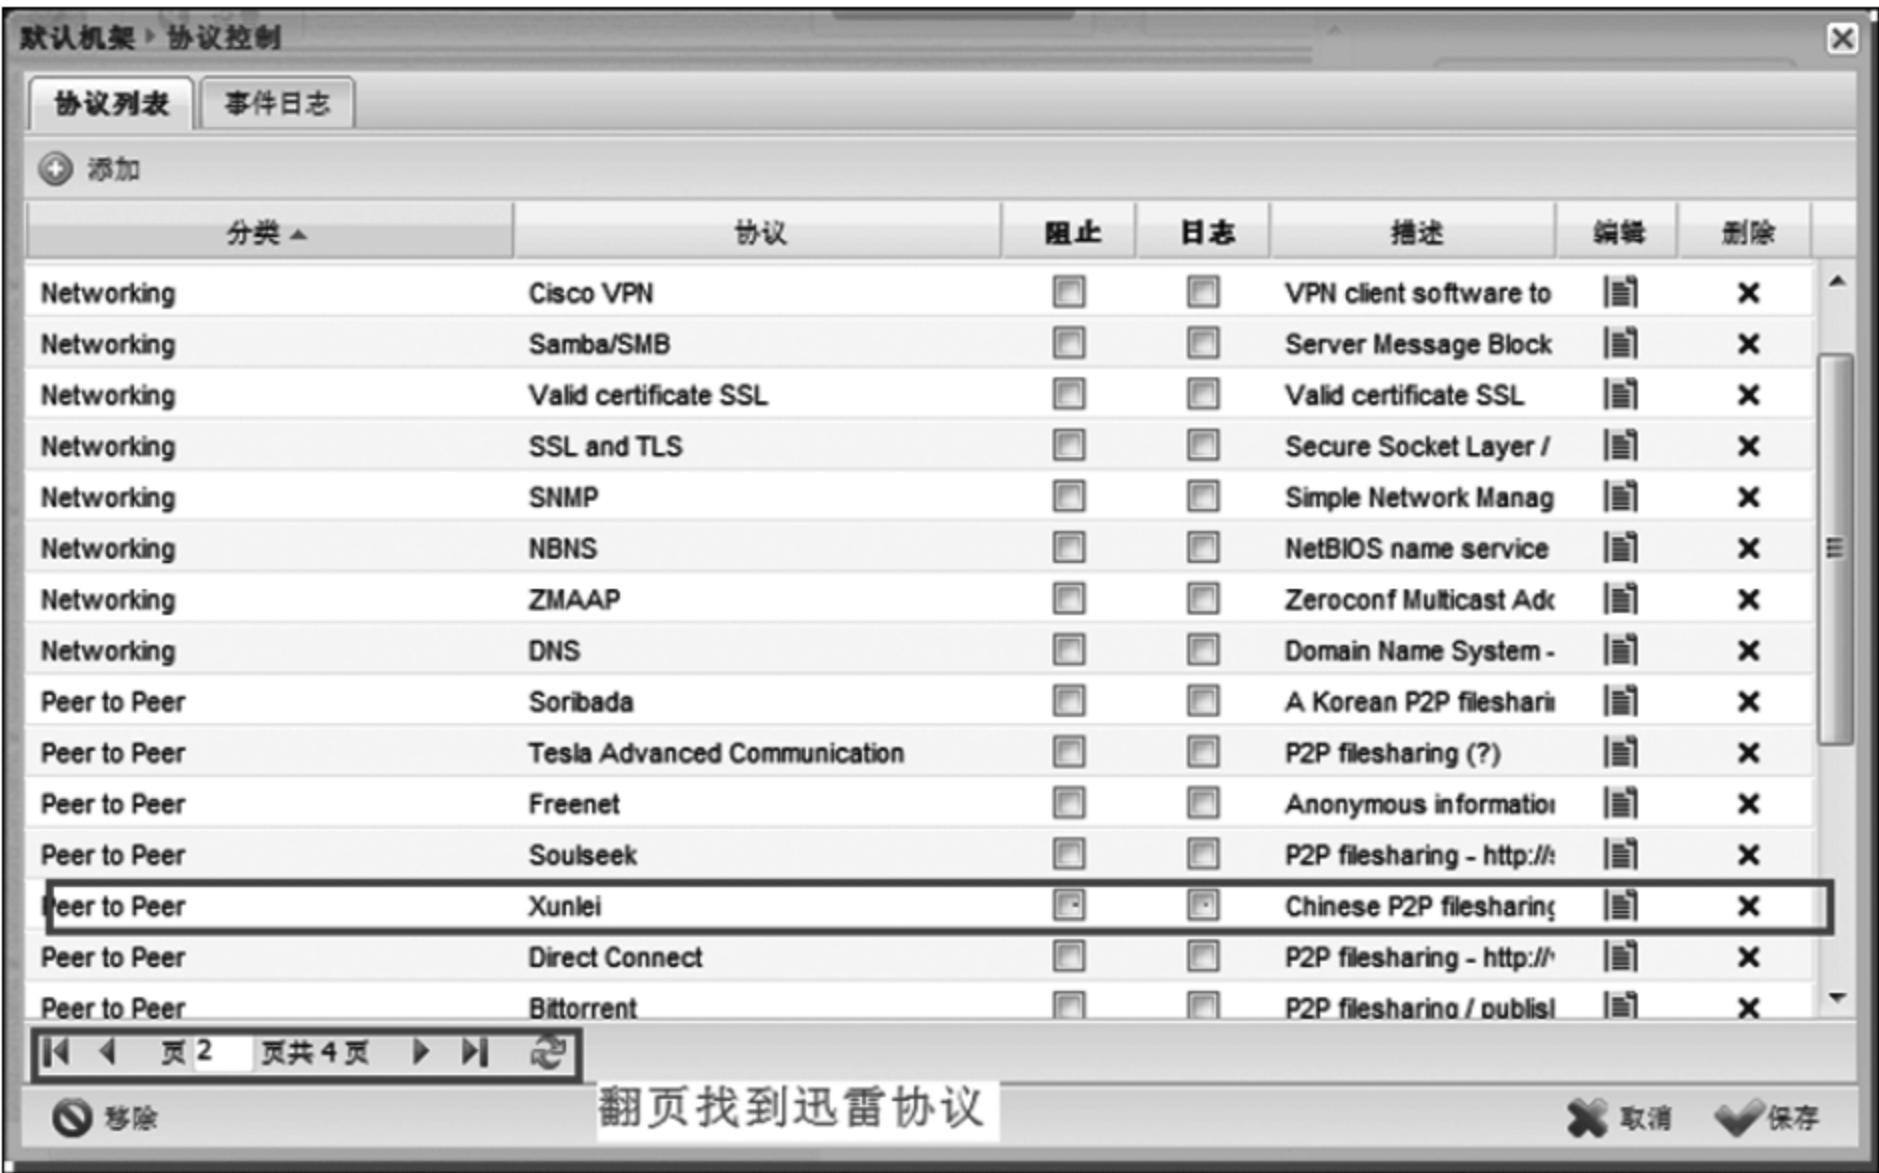 默认机架 协议控制
协议列表 事件日志
添加
分类 协议 阻止 日志 描述 编辑 删除
Networking Cisco VPN VPN client software to
Networking Samba/SMB Server Message Block
Networking Valid certificate SSL Valid certificate SSL
Networking SSL and TLS Secure Socket Layer /
Networking SNMP Simple Network Manag
Networking NBNS NetBIOS name service
Networking ZMAAP Zeroconf Multicast Adc
Networking DNS Domain Name System -
Peer to Peer Soribada A Korean P2P filesharii
Peer to Peer Tesla Advanced Communication P2P filesharing (?)
Peer to Peer Freenet Anonymous information
Peer to Peer Soulseek P2P filesharing - http://s
Peer to Peer Xunlei Chinese P2P filesharing
Peer to Peer Direct Connect P2P filesharing - http://
Peer to Peer Bittorrent P2P filesharing / publisl
页 2 页共 4 页
翻页找到迅雷协议
移除 取消 保存